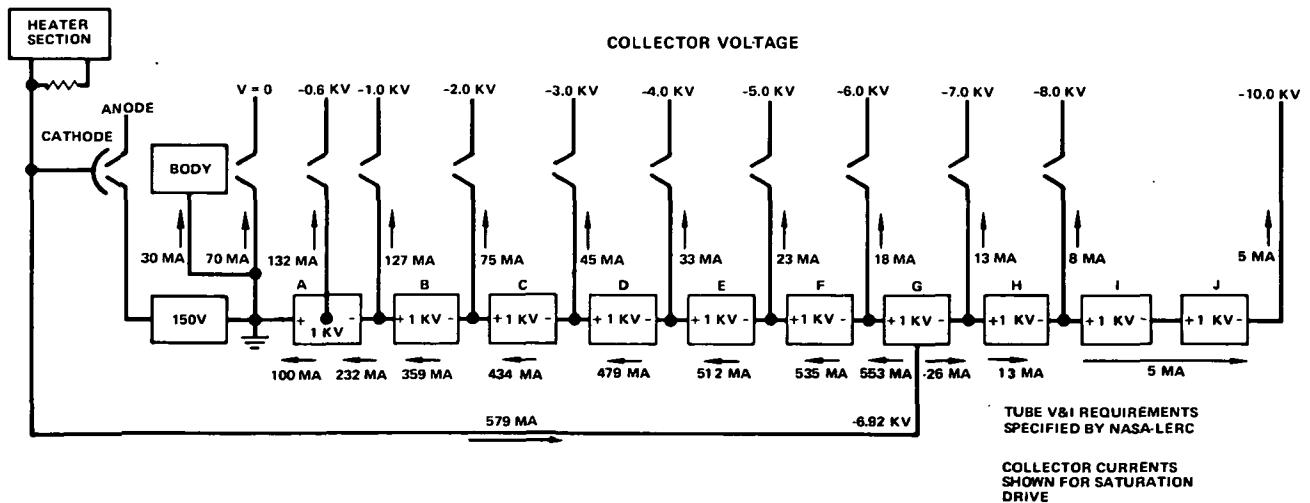 HEATER
SECTION
COLLECTOR VOLTAGE
V = 0
-0.6 KV
-1.0 KV
-2.0 KV
-3.0 KV
-4.0 KV
-5.0 KV
-6.0 KV
-7.0 KV
-8.0 KV
-10.0 KV
ANODE
CATHODE
BODY
30 MA
70 MA
132 MA
127 MA
75 MA
45 MA
33 MA
23 MA
18 MA
13 MA
8 MA
5 MA
A
B
C
D
E
F
G
H
I
J
150V
+ -
1 KV
+1 KV -
+1 KV -
+1 KV -
+1 KV -
+1 KV -
+1 KV -
+1 KV -
+1 KV -
+1 KV -
100 MA
232 MA
359 MA
434 MA
479 MA
512 MA
535 MA
553 MA
-26 MA
13 MA
5 MA
579 MA
-6.92 KV
TUBE V&I REQUIREMENTS
SPECIFIED BY NASA-LERC
COLLECTOR CURRENTS
SHOWN FOR SATURATION
DRIVE